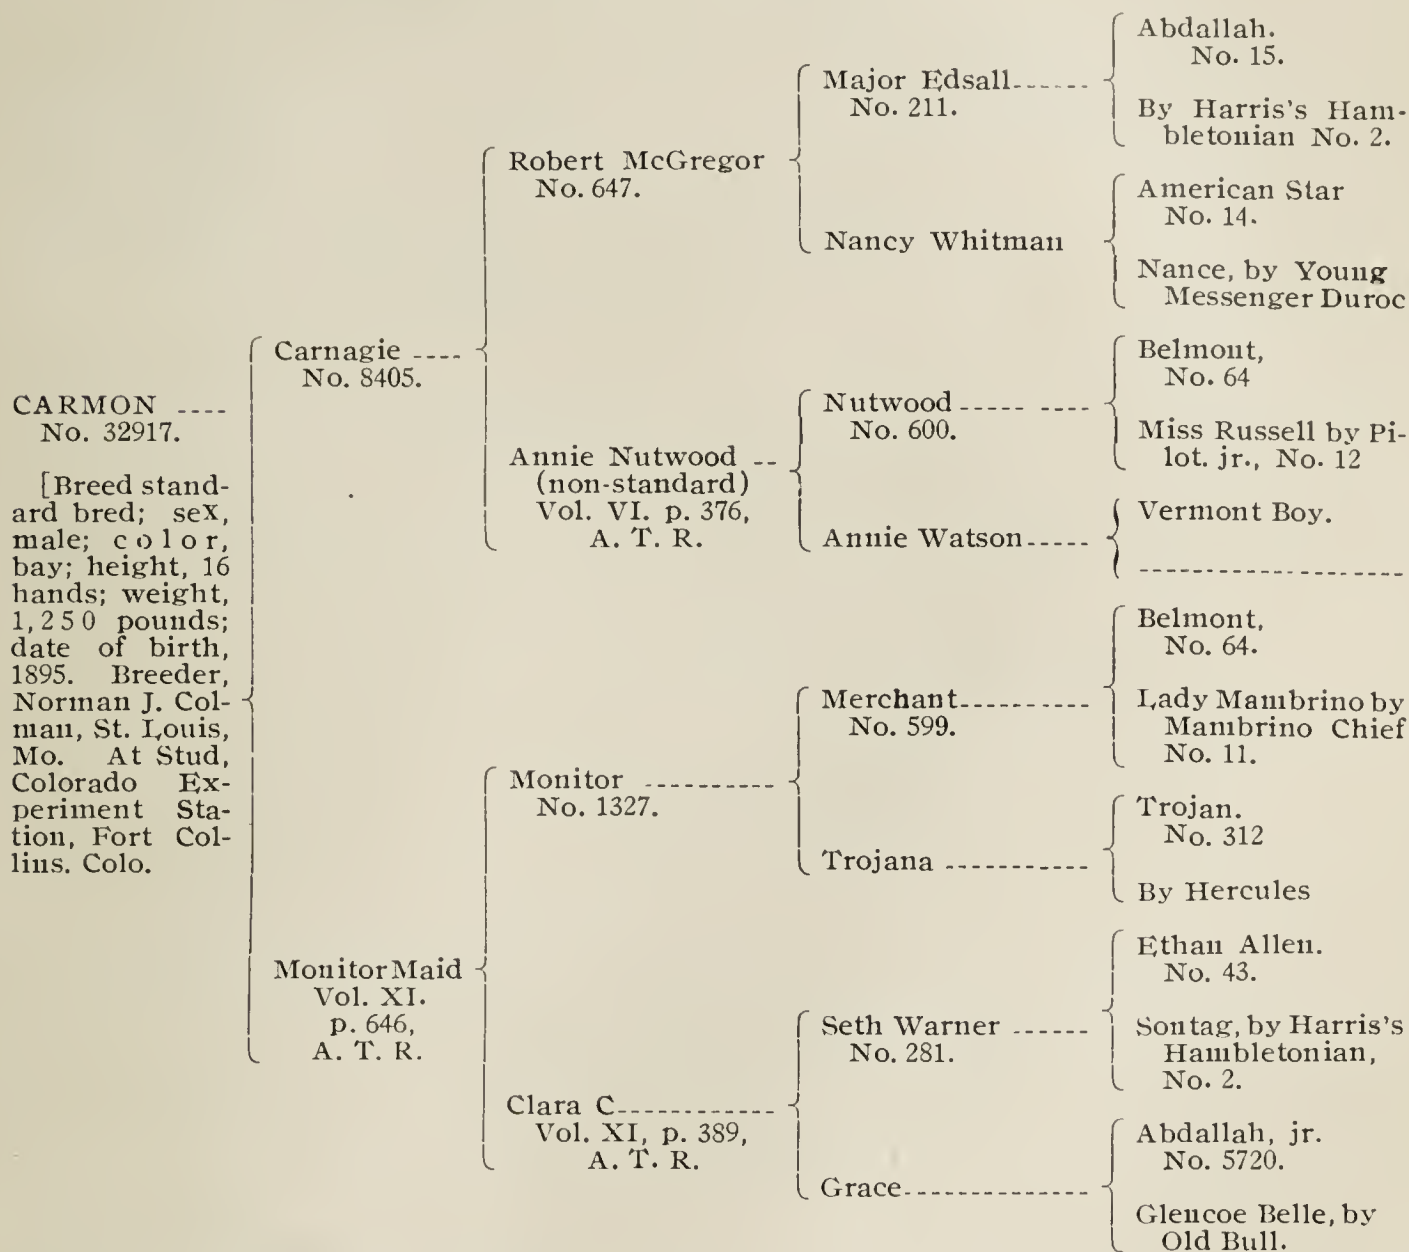 CARMON ----
No. 32917.
[Breed stand-
ard bred; sex,
male; color,
bay; height, 16
hands; weight,
1,250 pounds;
date of birth,
1895. Breeder,
Norman J. Col-
man, St. Louis,
Mo. At Stud,
Colorado Ex-
periment Sta-
tion, Fort Col-
lins. Colo.
Carnagie ----
No. 8405.
Monitor Maid
Vol. XI.
p. 646,
A. T. R.
Robert McGregor
No. 647.
Annie Nutwood --
(non-standard)
Vol. VI. p. 376,
A. T. R.
Monitor ----------
No. 1327.
Clara C------------
Vol. XI, p. 389,
A. T. R.
Major Edsall------
No. 211.
Nancy Whitman
Nutwood ----- ----
No. 600.
Annie Watson-----
Merchant----------
No. 599.
Trojana -----------
Seth Warner ------
No. 281.
Grace--------------
Abdallah.
No. 15.
By Harris's Ham-
bletonian No. 2.
American Star
No. 14.
Nance, by Young
Messenger Duroc
Belmont,
No. 64
Miss Russell by Pi-
lot. jr., No. 12
Vermont Boy.
--------------------
Belmont,
No. 64.
Lady Mambrino by
Mambrino Chief
No. 11.
Trojan.
No. 312
By Hercules
Ethan Allen.
No. 43.
Sontag, by Harris's
Hambletonian,
No. 2.
Abdallah, jr.
No. 5720.
Glencoe Belle, by
Old Bull.